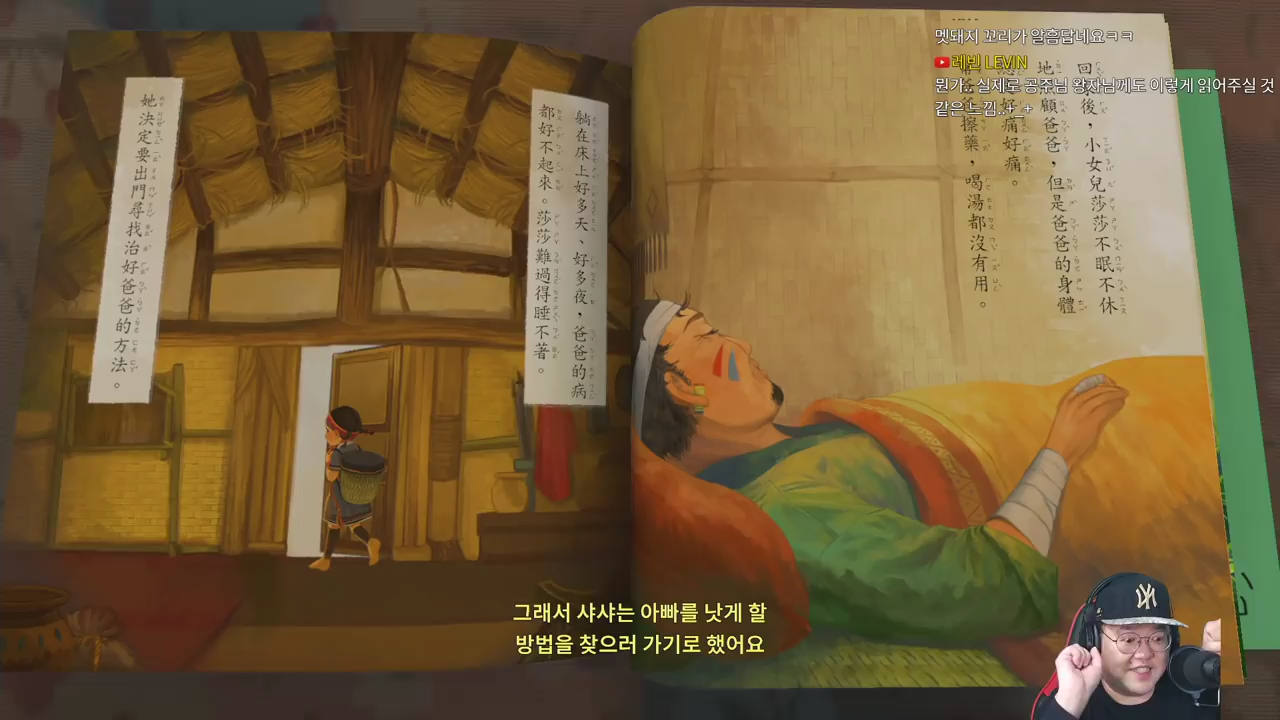 멧돼지 꼬리가 알흠답네요ㅋㅋ
레빈 LEVIN
뭔가.. 실제로 공주님 왕자님께도 이렇게 읽어주실 것
같은 느낌..+_+
回 後，小女兒莎莎不眠不休
地 顧爸爸，但是爸爸的身體
好 痛好痛。
爸 擦藥，喝湯都沒有用。
躺在床上好多天、好多夜，爸爸的病
都好不起來。莎莎難過得睡不著。
她決定要出門尋找治好爸爸的方法。
그래서 샤샤는 아빠를 낫게 할
방법을 찾으러 가기로 했어요